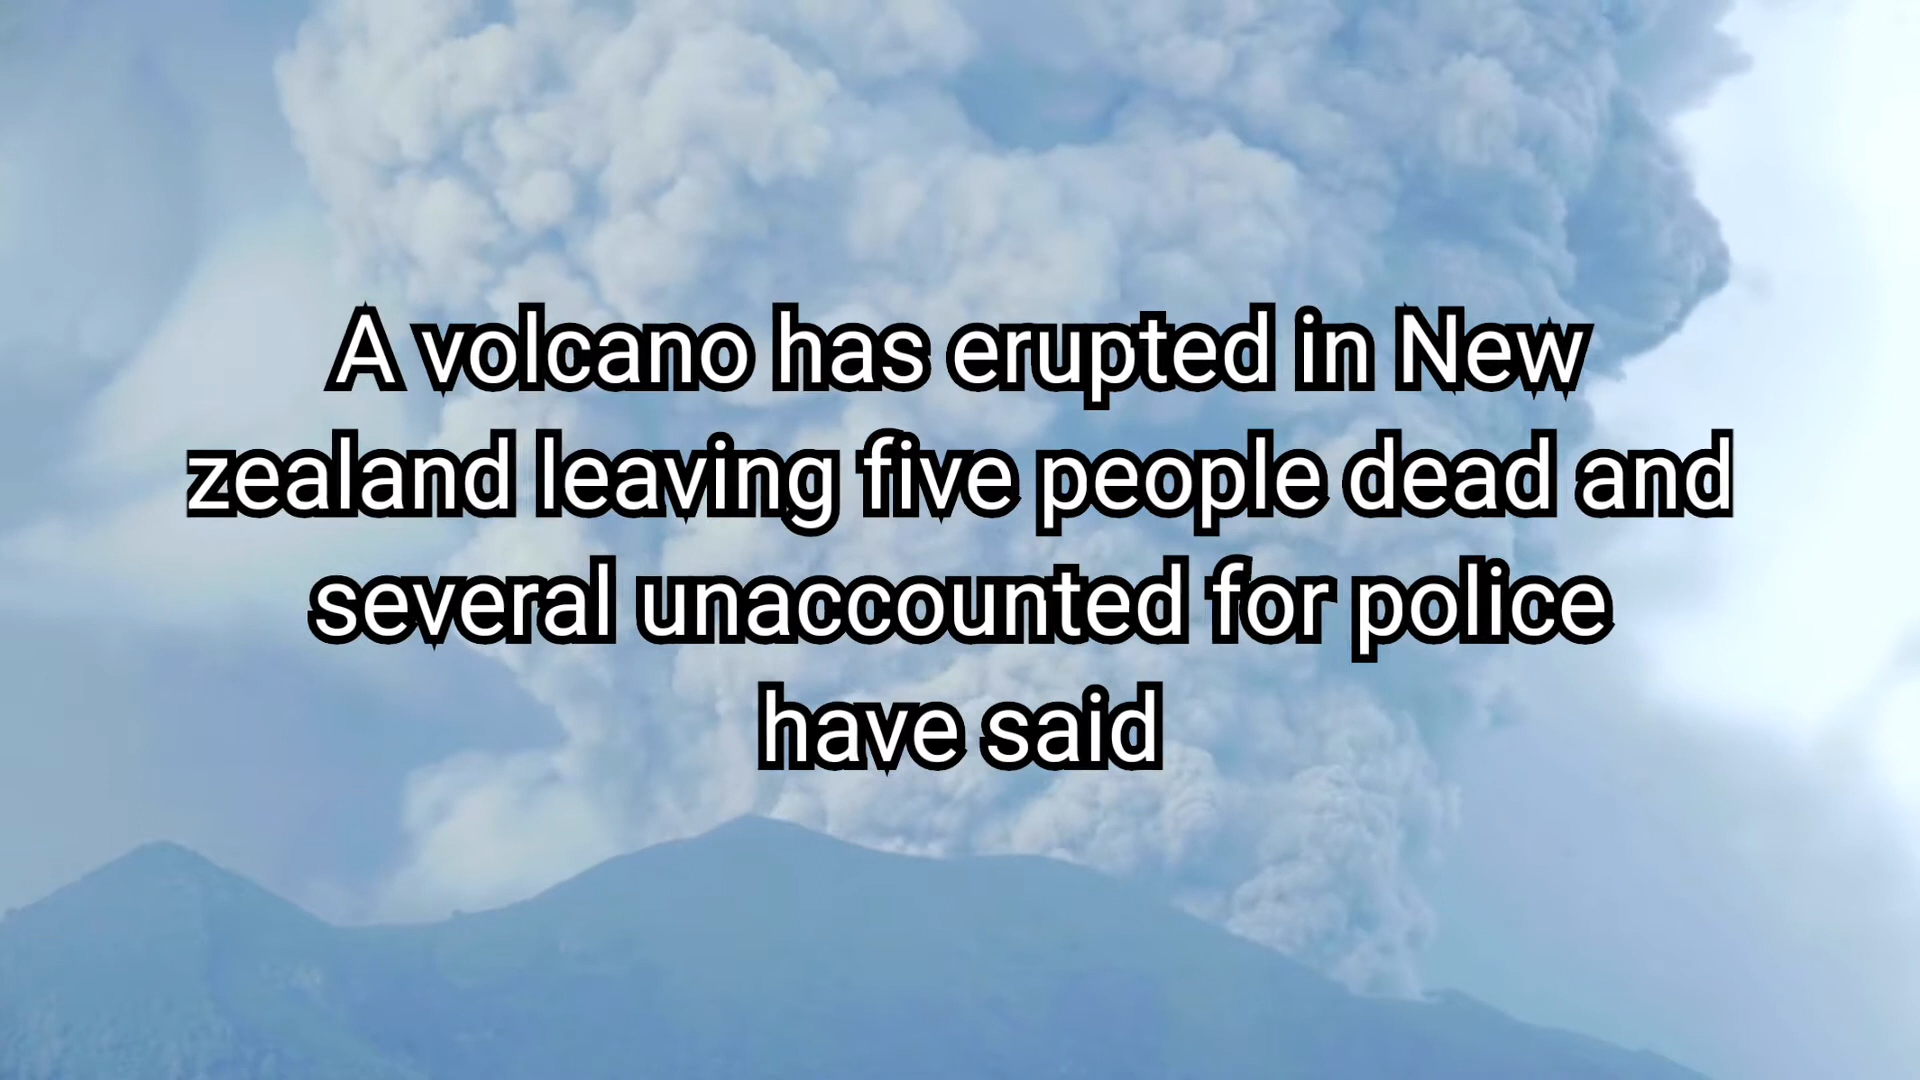 A volcano has erupted in New
zealand leaving five people dead and
several unaccounted for police
have said